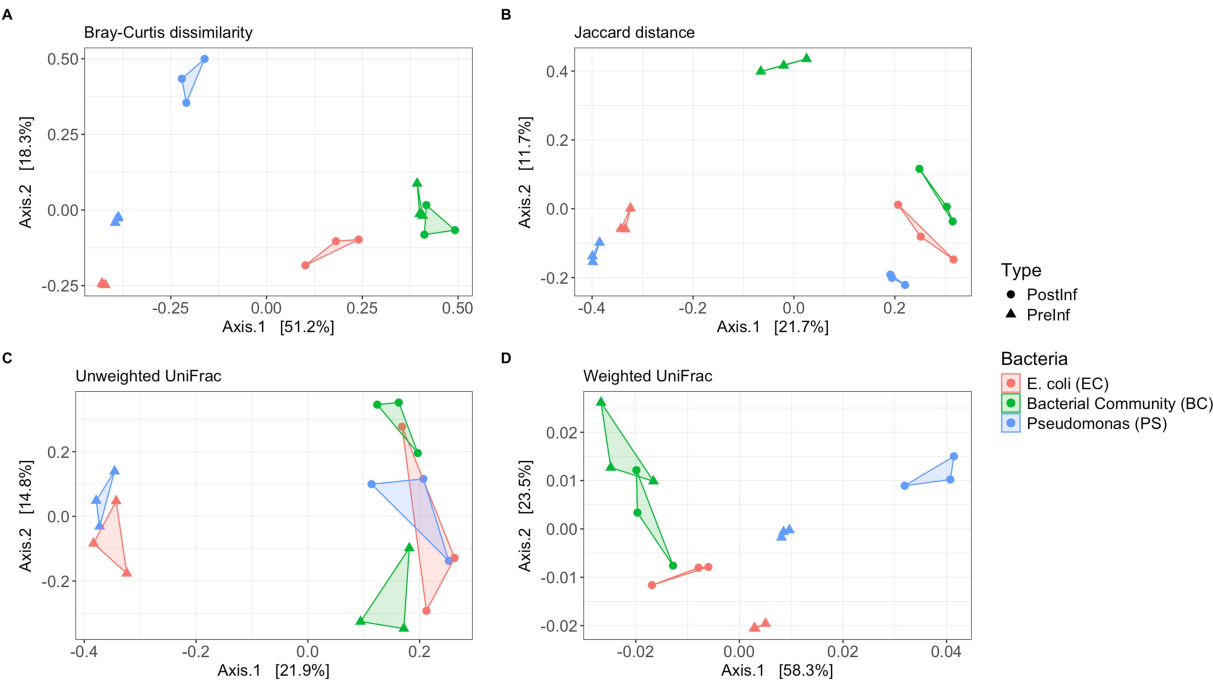 A
Bray-Curtis dissimilarity
0.50
0.25
0.00
-0.25
Axis.2 [18.3%]
-0.25
0.00
0.25
0.50
Axis.1 [51.2%]
B
Jaccard distance
0.4
0.2
0.0
-0.2
Axis.2 [11.7%]
-0.4
-0.2
0.0
0.2
Axis.1 [21.7%]
Type
PostInf
PreInf
Bacteria
E. coli (EC)
Bacterial Community (BC)
Pseudomonas (PS)
C
Unweighted UniFrac
0.2
0.0
-0.2
Axis.2 [14.8%]
-0.4
-0.2
0.0
0.2
Axis.1 [21.9%]
D
Weighted UniFrac
0.02
0.01
0.00
-0.01
-0.02
Axis.2 [23.5%]
-0.02
0.00
0.02
0.04
Axis.1 [58.3%]